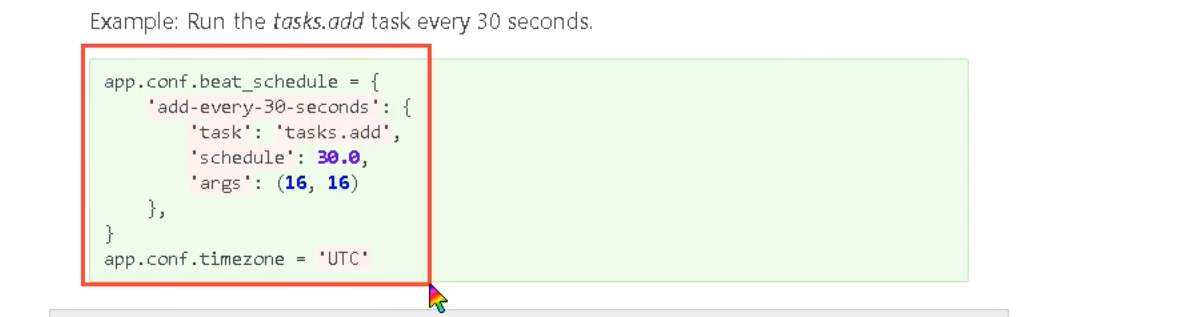 Example: Run the tasks.add task every 30 seconds.
app.conf.beat_schedule = {
    'add-every-30-seconds': {
        'task': 'tasks.add',
        'schedule': 30.0,
        'args': (16, 16)
    },
}
app.conf.timezone = 'UTC'